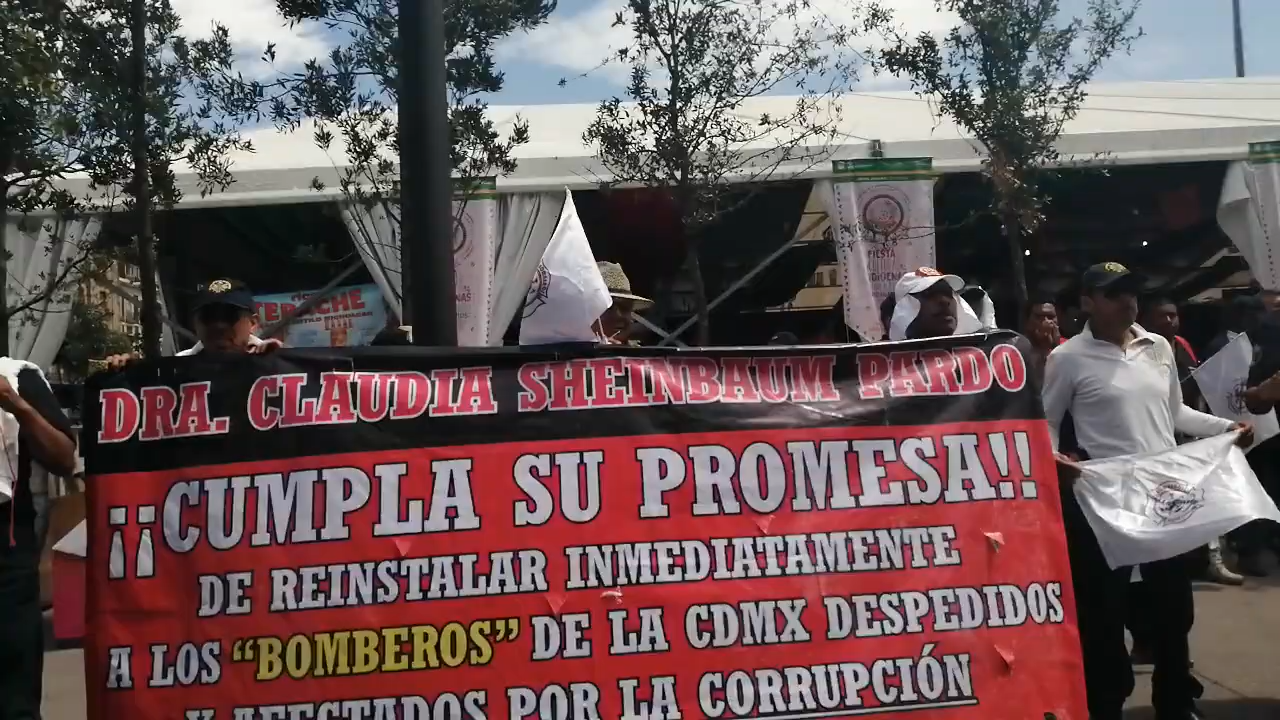 DRA. CLAUDIA SHEINBAUM PARDO
¡¡CUMPLA SU PROMESA!!
DE REINSTALAR INMEDIATAMENTE
A LOS "BOMBEROS" DE LA CDMX DESPEDIDOS
Y AFECTADOS POR LA CORRUPCIÓN
FIESTA